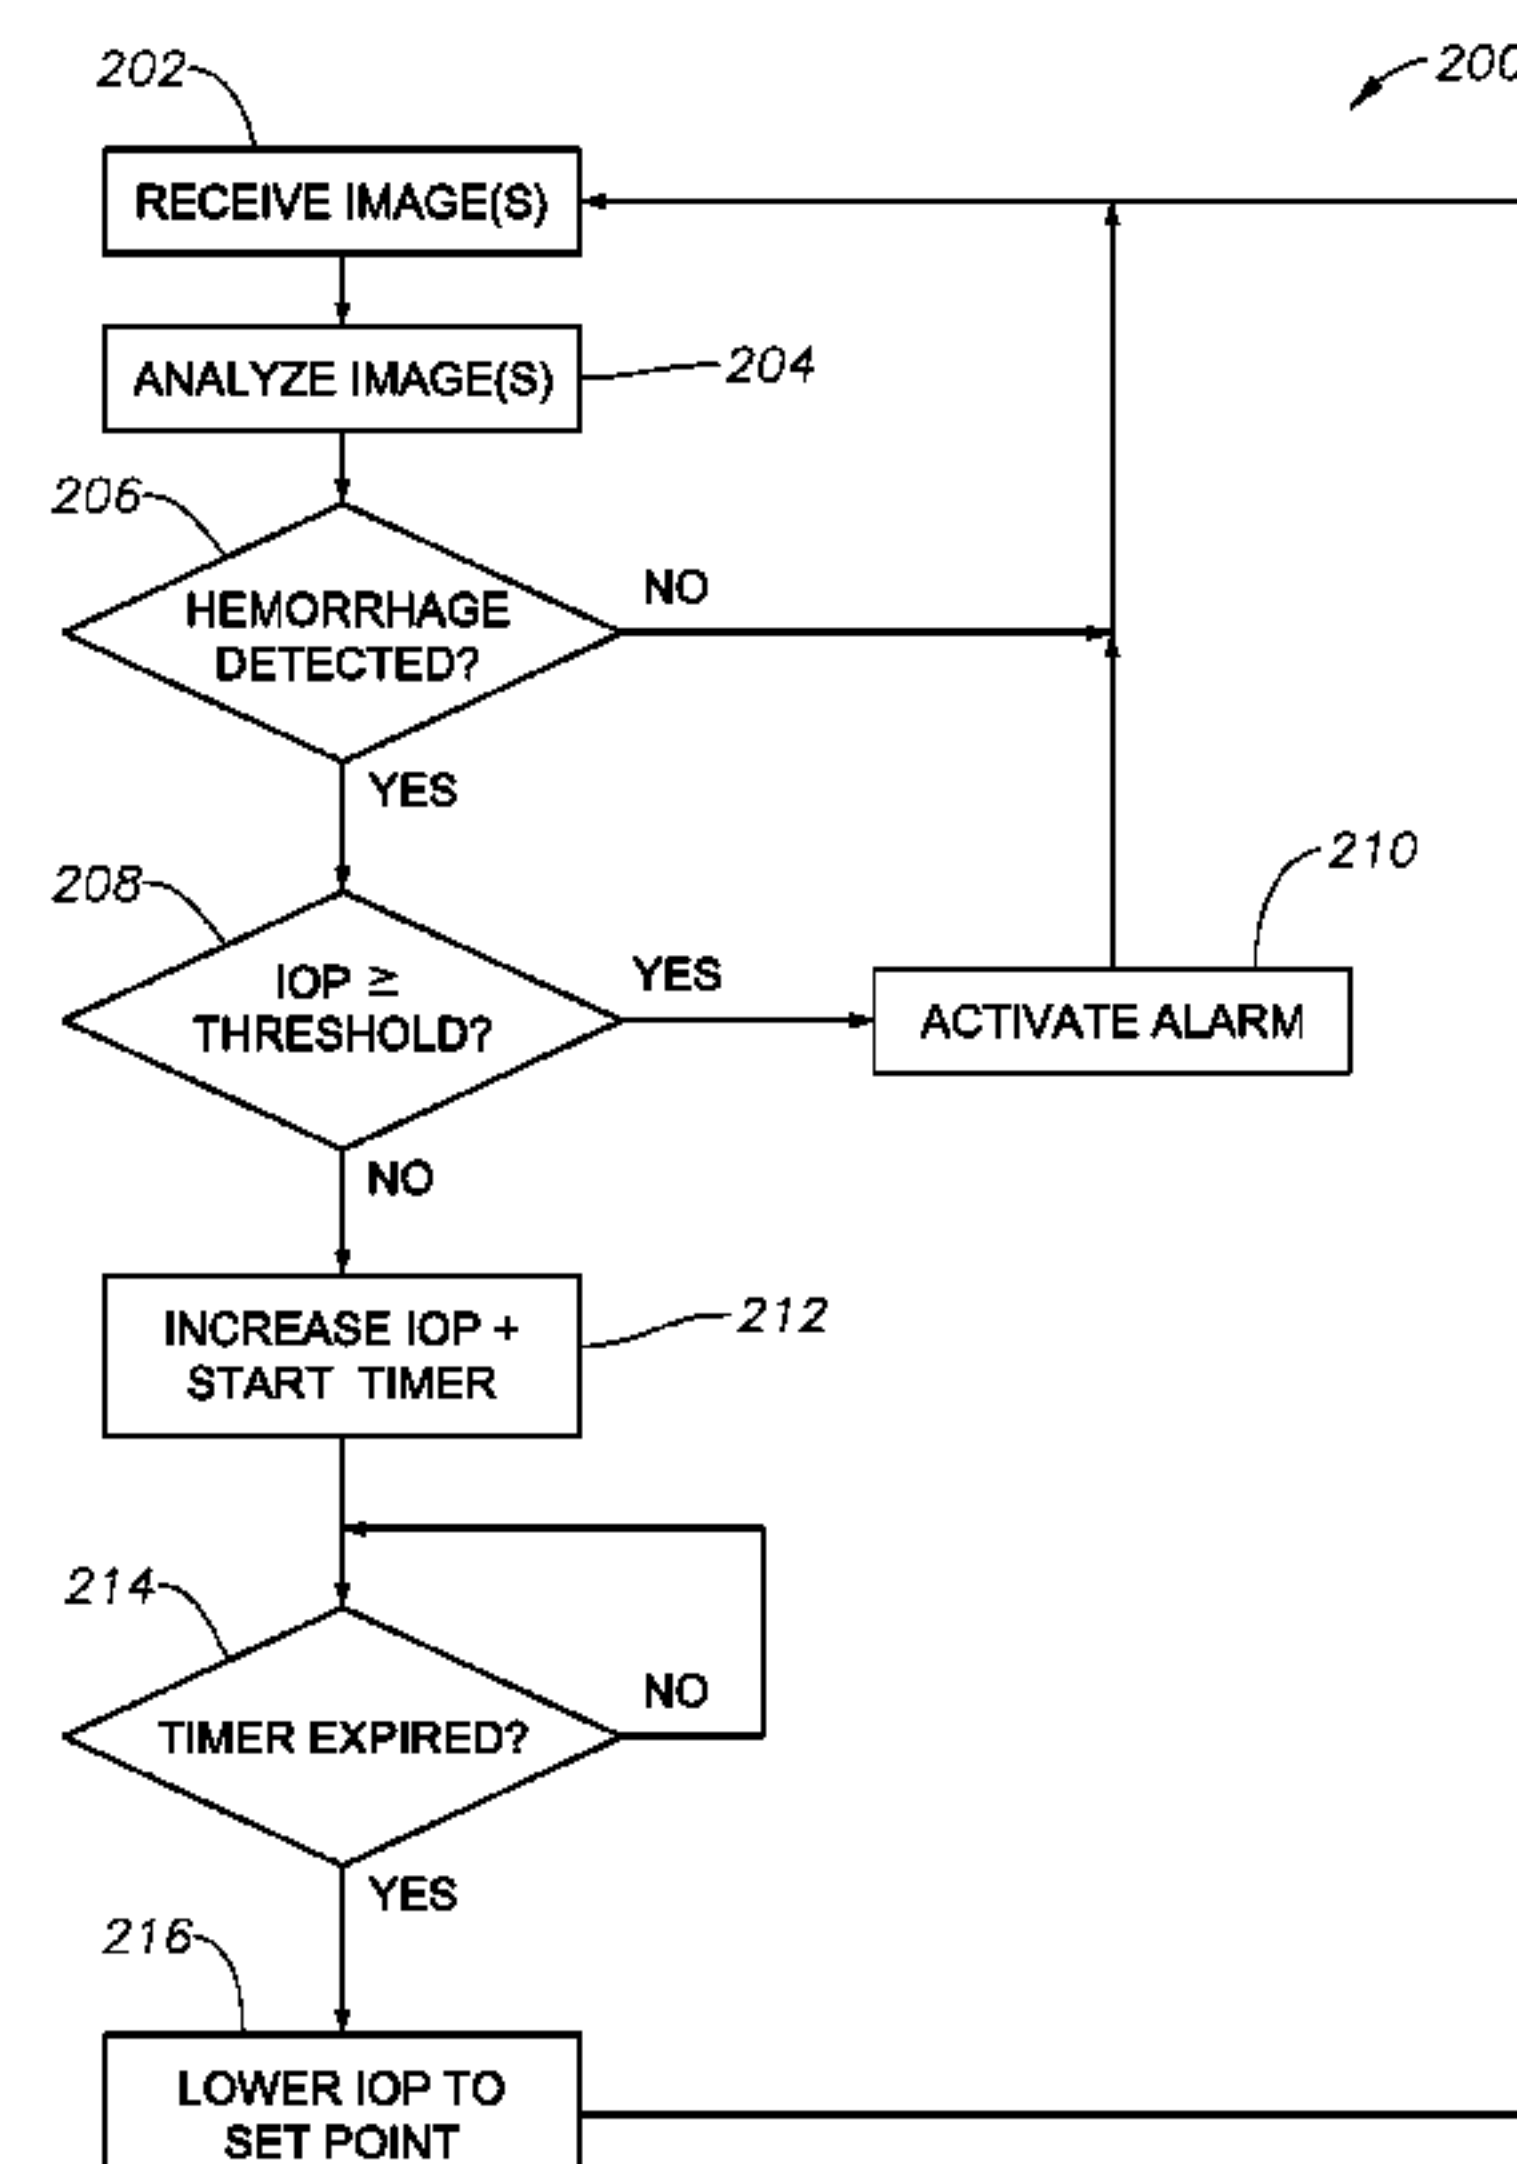 202
200
RECEIVE IMAGE(S)
ANALYZE IMAGE(S)
204
206
HEMORRHAGE
DETECTED?
NO
YES
208
IOP ≥
THRESHOLD?
YES
210
ACTIVATE ALARM
NO
INCREASE IOP +
START TIMER
212
214
TIMER EXPIRED?
NO
YES
216
LOWER IOP TO
SET POINT